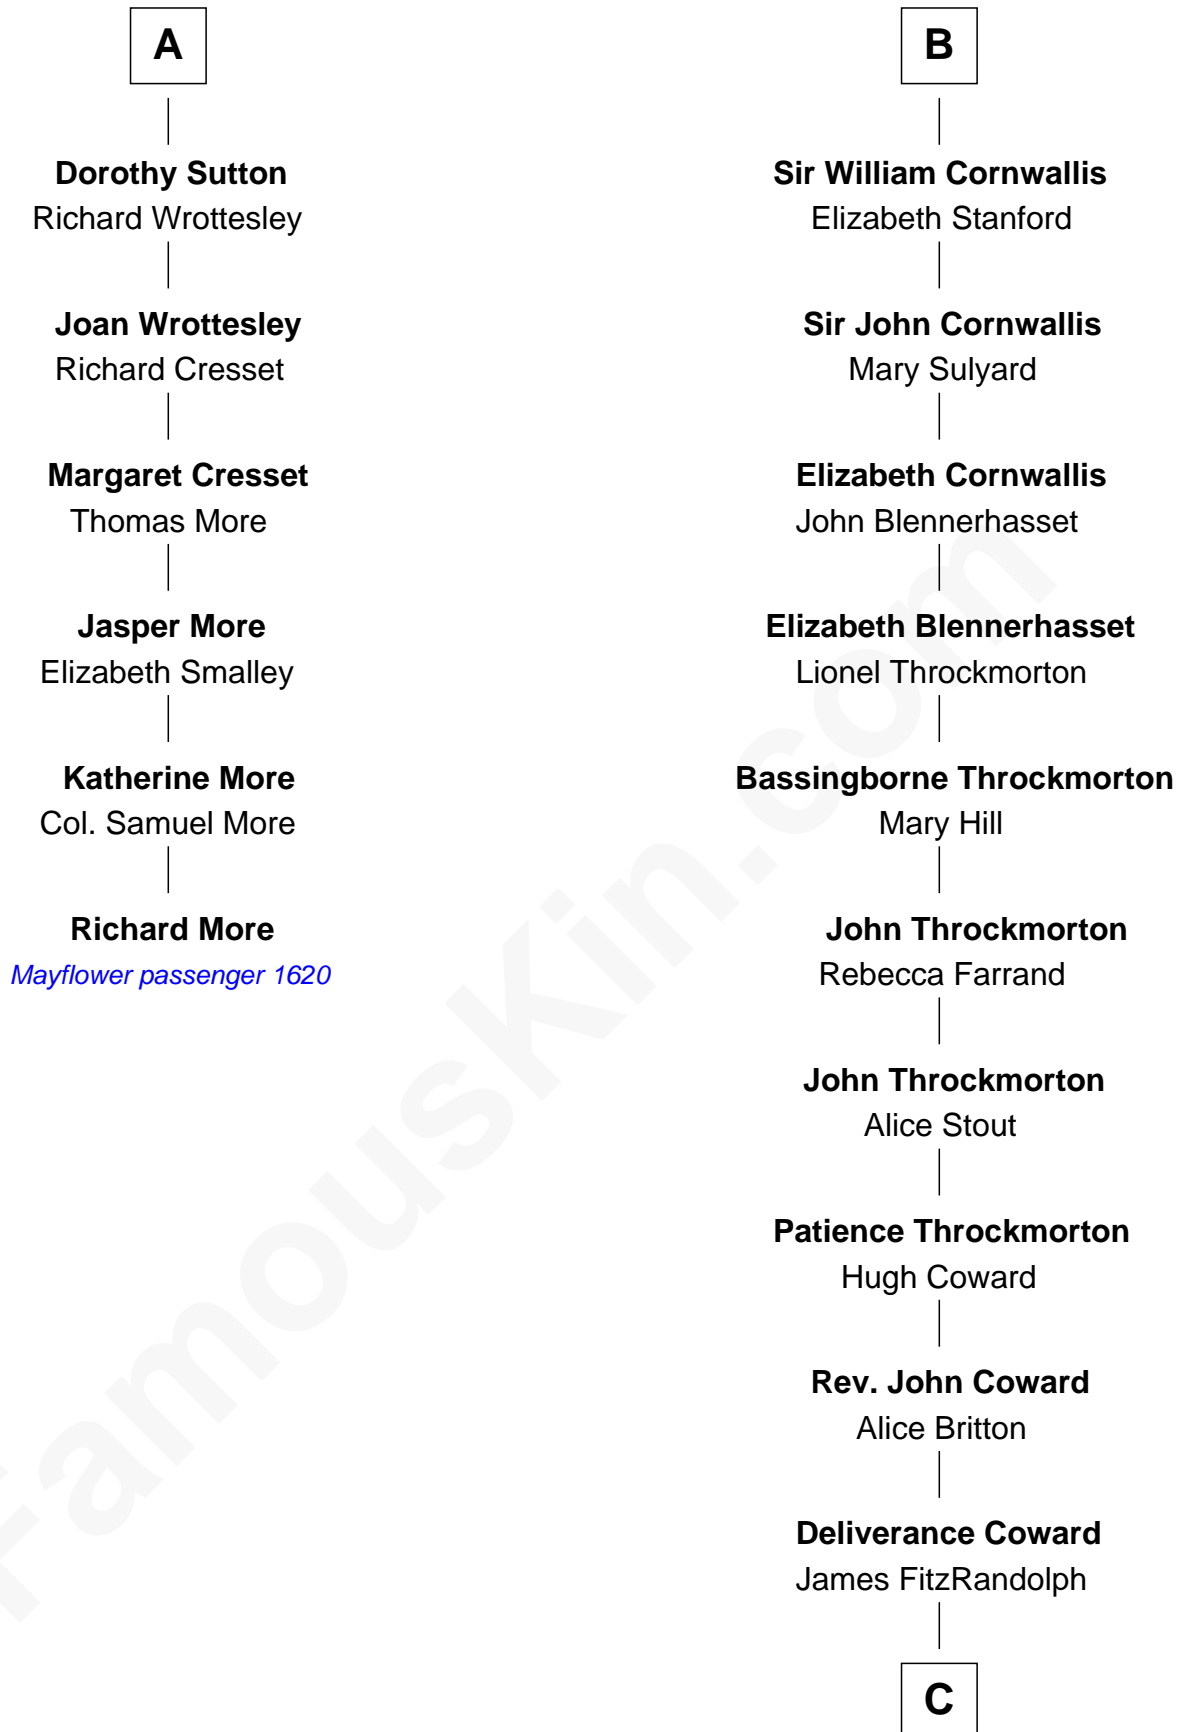 A
Dorothy Sutton
Richard Wrottesley
Joan Wrottesley
Richard Cresset
Margaret Cresset
Thomas More
Jasper More
Elizabeth Smalley
Katherine More
Col. Samuel More
Richard More
Mayflower passenger 1620
B
Sir William Cornwallis
Elizabeth Stanford
Sir John Cornwallis
Mary Sulyard
Elizabeth Cornwallis
John Blennerhasset
Elizabeth Blennerhasset
Lionel Throckmorton
Bassingborne Throckmorton
Mary Hill
John Throckmorton
Rebecca Farrand
John Throckmorton
Alice Stout
Patience Throckmorton
Hugh Coward
Rev. John Coward
Alice Britton
Deliverance Coward
James FitzRandolph
C
FamousKin.com